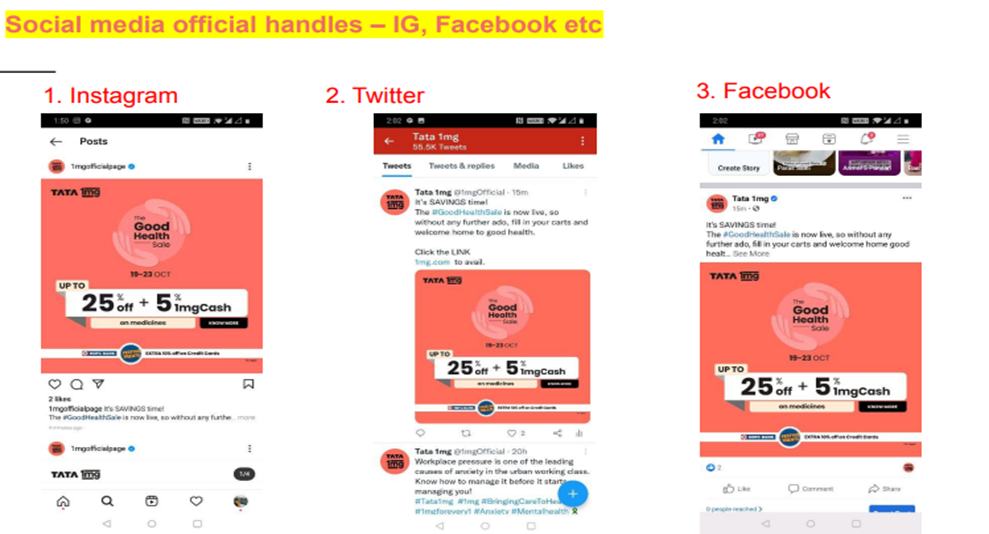 Social media official handles – IG, Facebook etc
1. Instagram
1:50
Posts
1mgofficialpage
TATA 1mg
The
Good
Health
Sale
19-23 OCT
UP TO
25% off + 5% 1mgCash
on medicines
KNOW MORE
HDFC BANK
EXTRA 10% off on Credit Cards
2 likes
1mgofficialpage It's SAVINGS time!
The #GoodHealthSale is now live, so without any furthe... more
1mgofficialpage
TATA 1mg
1/4
2. Twitter
2:02
Tata 1mg
55.5K Tweets
Tweets Tweets & replies Media Likes
Tata 1mg @1mgOfficial · 15m
It's SAVINGS time!
The #GoodHealthSale is now live, so
without any further ado, fill in your carts and
welcome home to good health.
Click the LINK
1mg.com to avail.
TATA 1mg
The
Good
Health
Sale
19-23 OCT
UP TO
25% off + 5% 1mgCash
on medicines
KNOW MORE
EXTRA 10% off on Credit Cards
2
Tata 1mg @1mgOfficial · 20h
Workplace pressure is one of the leading
causes of anxiety in the urban working class.
Know how to manage it before it starts
managing you!
#Tata1mg #1mg #BringingCareToHea
#1mgforevery1 #Anxiety #Mentalhealth
3. Facebook
2:02
Create Story
Tata 1mg
15m
It's SAVINGS time!
The #GoodHealthSale is now live, so without any
further ado, fill in your carts and welcome home good
healt... See More
TATA 1mg
The
Good
Health
Sale
19-23 OCT
UP TO
25% off + 5% 1mgCash
on medicines
KNOW MORE
HDFC BANK
EXTRA 10% off on Credit Cards
2
Like Comment Share
0 people reached >